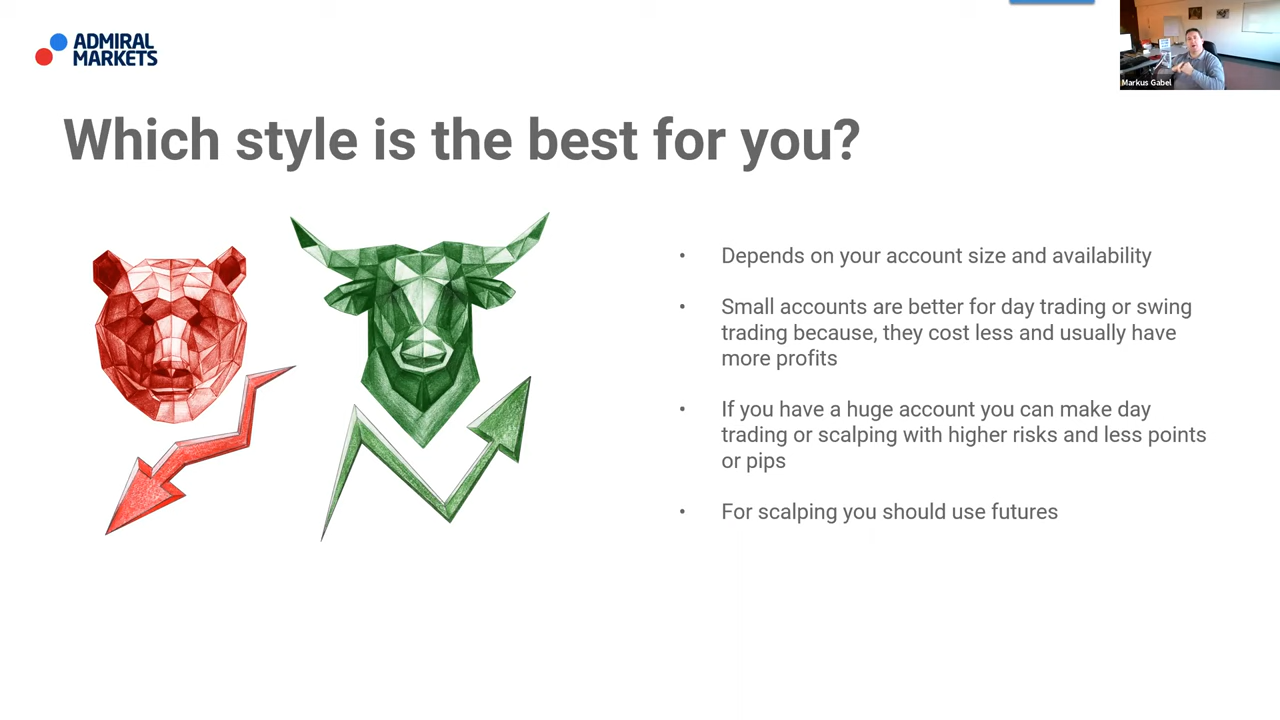 ADMIRAL
MARKETS
Markus Gabel
Which style is the best for you?
• Depends on your account size and availability
• Small accounts are better for day trading or swing
trading because, they cost less and usually have
more profits
• If you have a huge account you can make day
trading or scalping with higher risks and less points
or pips
• For scalping you should use futures